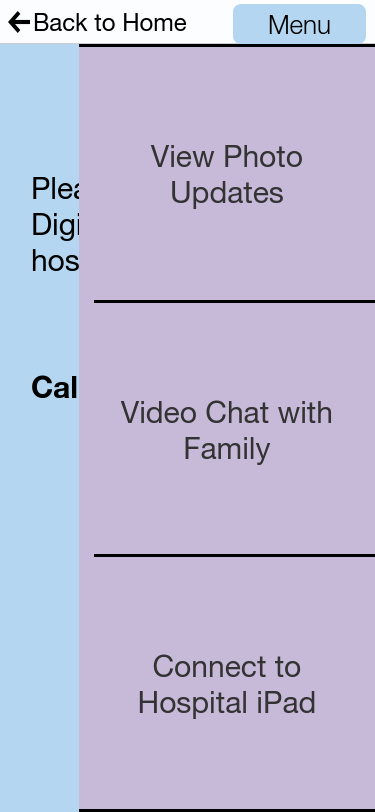 Back to Home
Menu
Plea
Digi
hos
Cal
View Photo
Updates
Video Chat with
Family
Connect to
Hospital iPad